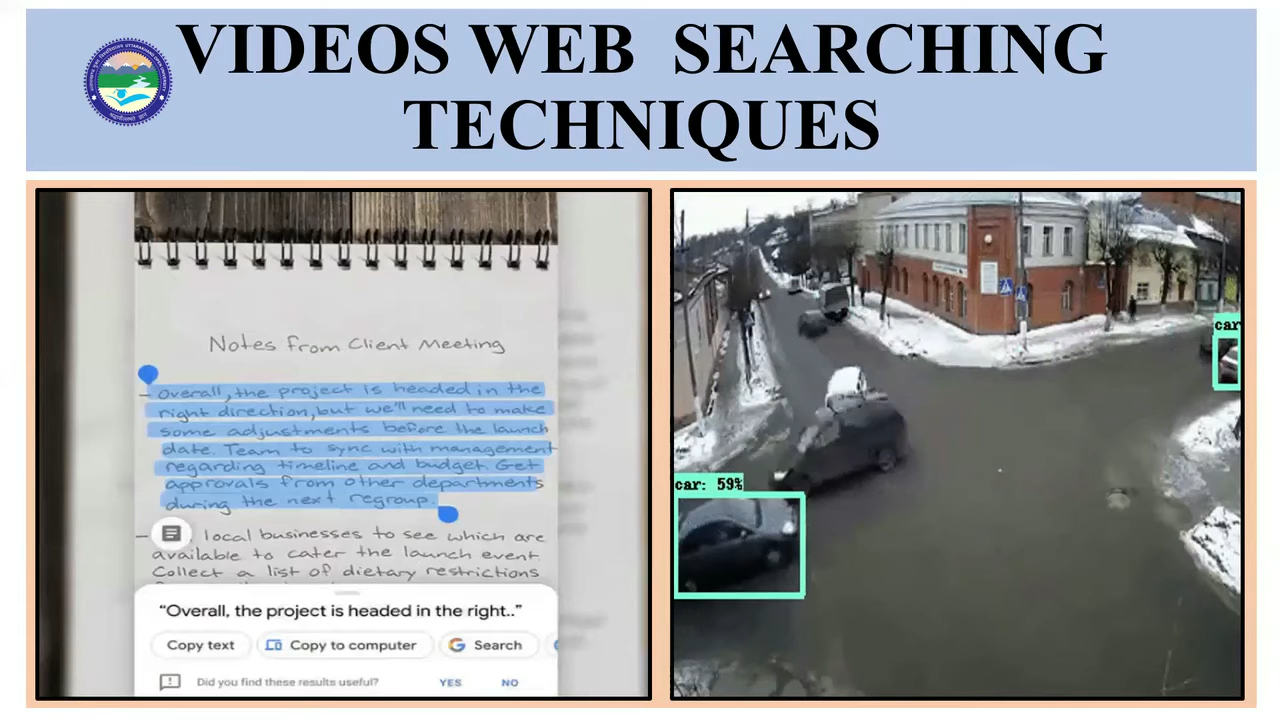 VIDEOS WEB SEARCHING
TECHNIQUES
UTTARAKHAND
Notes from Client Meeting
- Overall, the project is headed in the
right direction, but we'll need to make
some adjustments before the launch
date. Team to sync with management
regarding timeline and budget. Get
approvals from other departments
during the next regroup.
- local businesses to see which are
available to cater the launch event.
Collect a list of dietary restrictions
"Overall, the project is headed in the right.."
Copy text
Copy to computer
Search
Did you find these results useful?
YES
NO
car
car: 59%